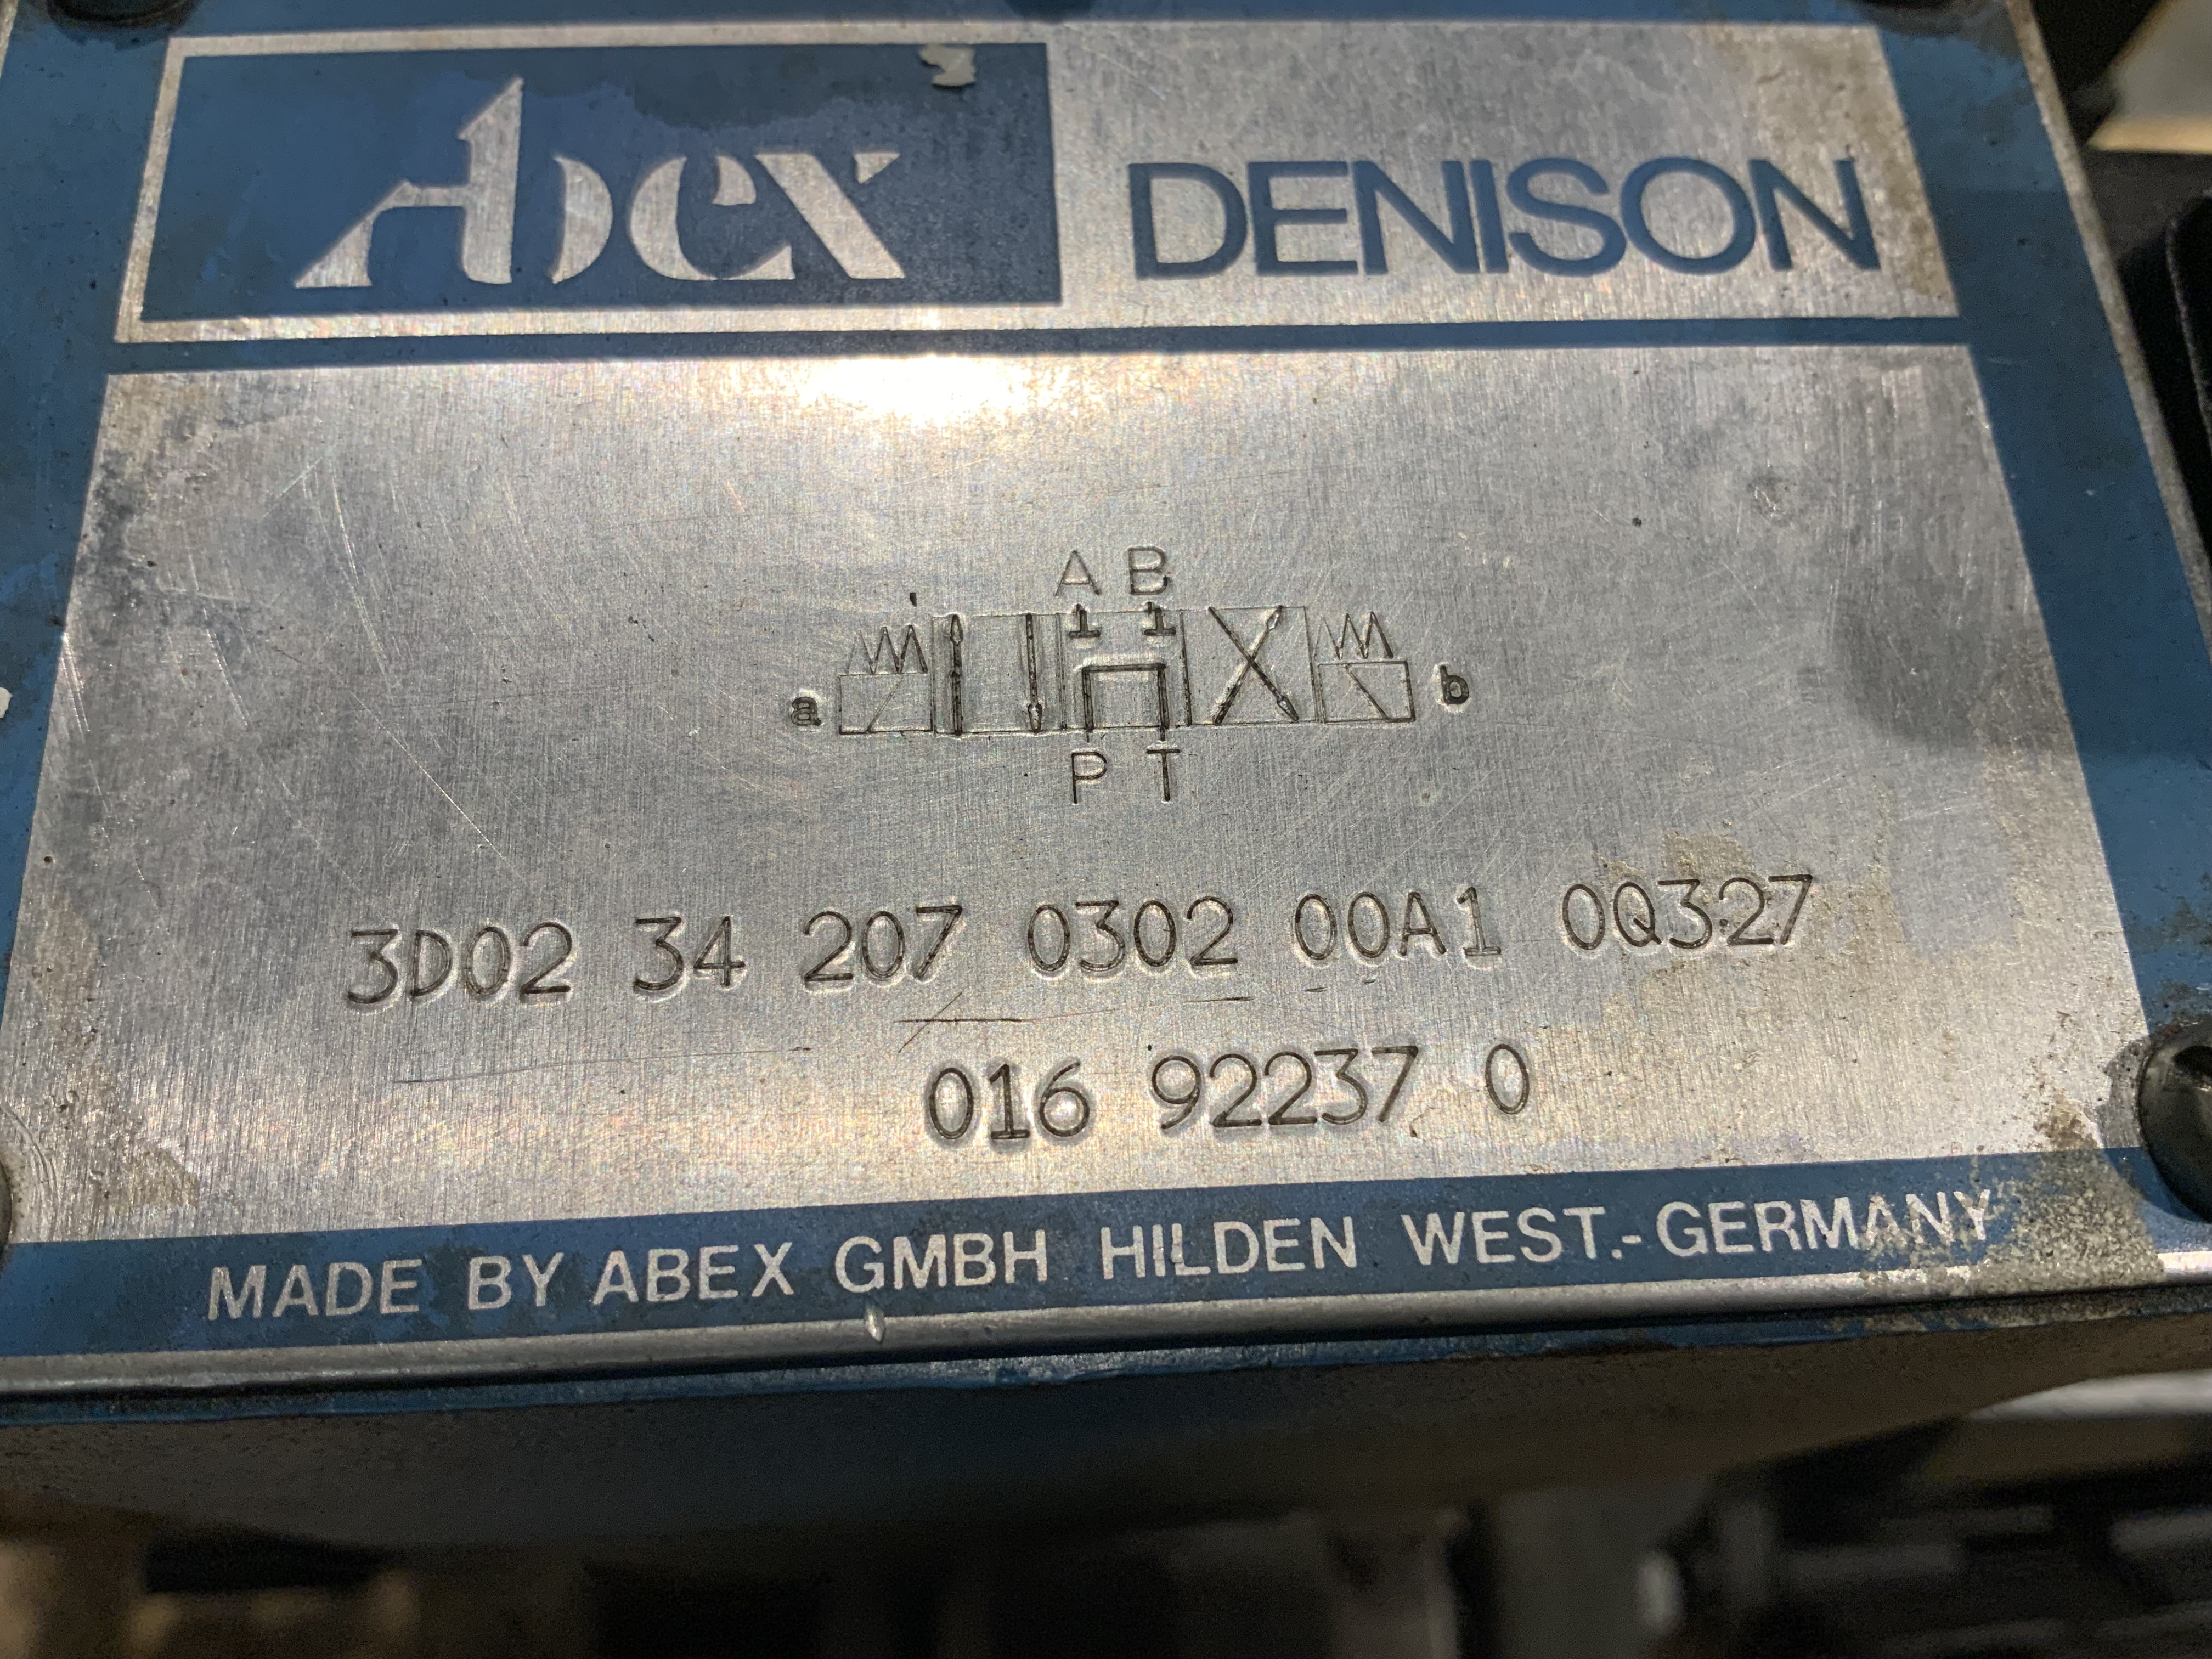 Abex DENISON
A B
a b
P T
3D02 34 207 0302 00A1 0Q327
016 92237 0
MADE BY ABEX GMBH HILDEN WEST.-GERMANY